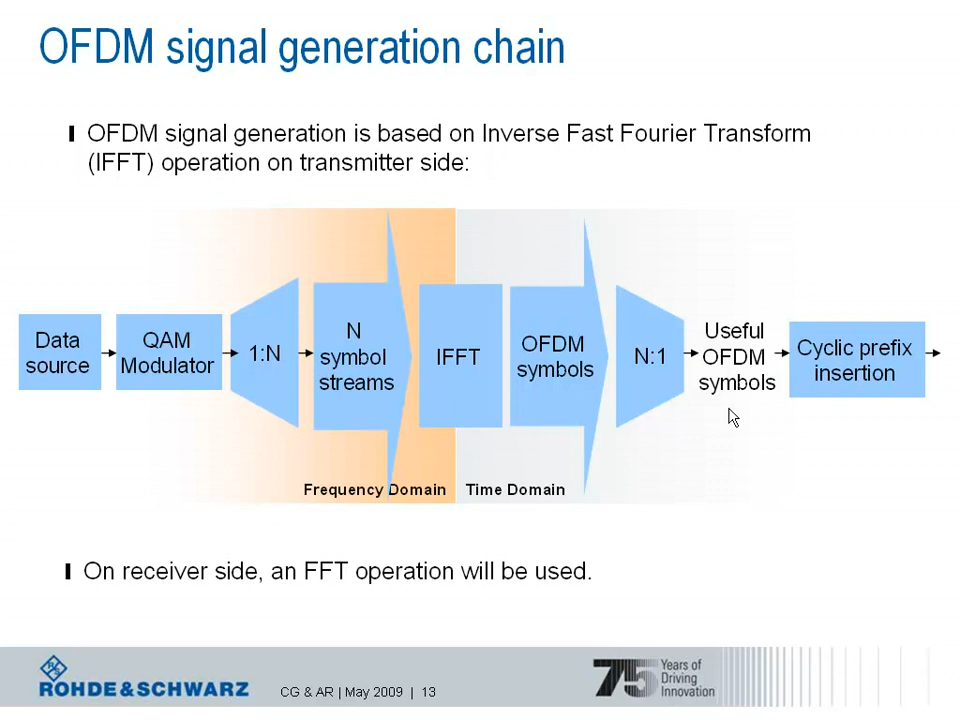 OFDM signal generation chain
OFDM signal generation is based on Inverse Fast Fourier Transform
(IFFT) operation on transmitter side:
Data
source
QAM
Modulator
1:N
N
symbol
streams
IFFT
OFDM
symbols
N:1
Useful
OFDM
symbols
Cyclic prefix
insertion
Frequency Domain
Time Domain
On receiver side, an FFT operation will be used.
R&S
ROHDE&SCHWARZ
CG & AR | May 2009 | 13
75
Years of
Driving
Innovation